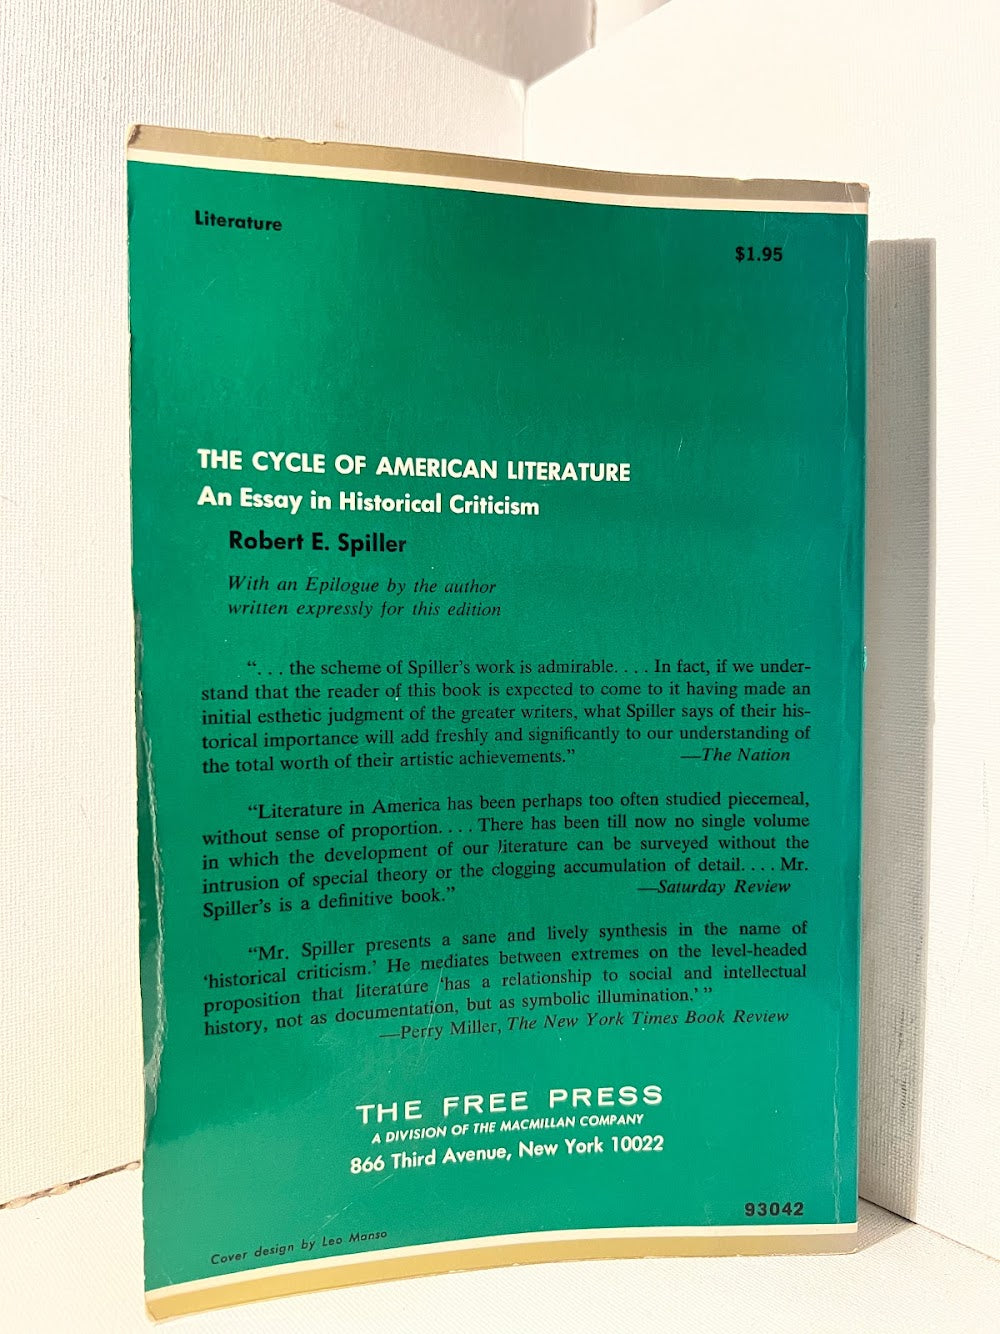 Literature
$1.95
THE CYCLE OF AMERICAN LITERATURE
An Essay in Historical Criticism
Robert E. Spiller
With an Epilogue by the author
written expressly for this edition
“. . . the scheme of Spiller’s work is admirable. . . . In fact, if we under-
stand that the reader of this book is expected to come to it having made an
initial esthetic judgment of the greater writers, what Spiller says of their his-
torical importance will add freshly and significantly to our understanding of
the total worth of their artistic achievements.” —The Nation
“Literature in America has been perhaps too often studied piecemeal,
without sense of proportion. . . . There has been till now no single volume
in which the development of our literature can be surveyed without the
intrusion of special theory or the clogging accumulation of detail. . . . Mr.
Spiller’s is a definitive book.” —Saturday Review
“Mr. Spiller presents a sane and lively synthesis in the name of
‘historical criticism.’ He mediates between extremes on the level-headed
proposition that literature ‘has a relationship to social and intellectual
history, not as documentation, but as symbolic illumination.’ ”
—Perry Miller, The New York Times Book Review
THE FREE PRESS
A DIVISION OF THE MACMILLAN COMPANY
866 Third Avenue, New York 10022
93042
Cover design by Leo Manso